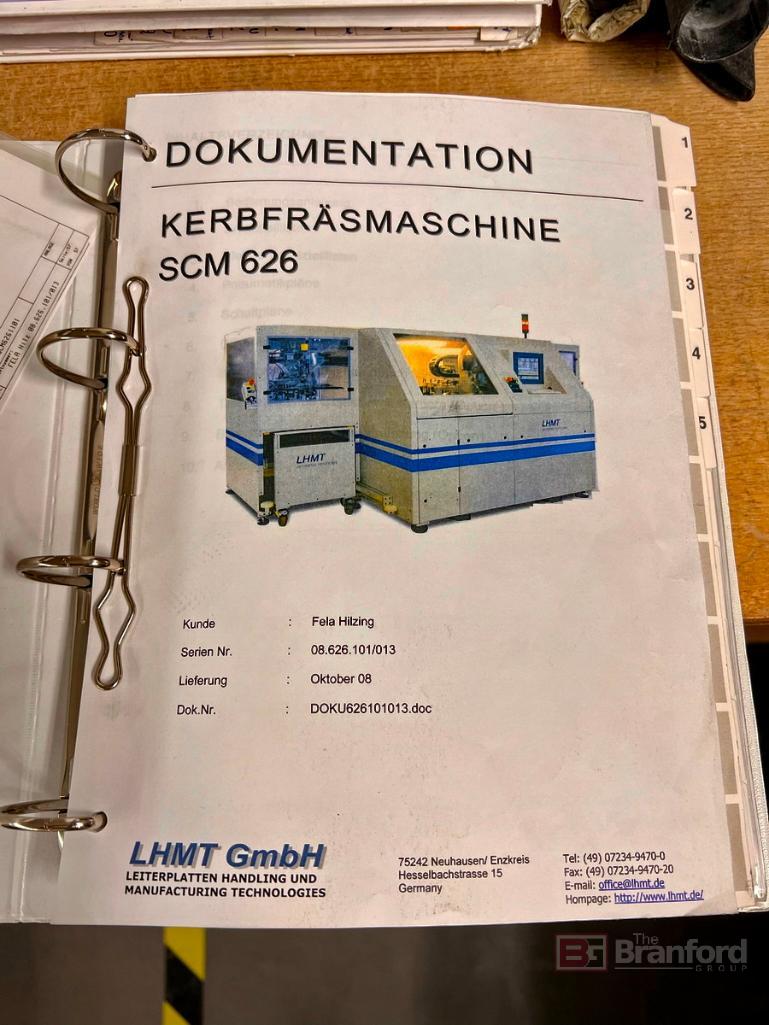 DOKUMENTATION
KERBFRÄSMASCHINE
SCM 626
Pneumatikpläne
LHMT
LHMT
Kunde : Fela Hilzing
Serien Nr. : 08.626.101/013
Lieferung : Oktober 08
Dok.Nr. : DOKU626101013.doc
LHMT GmbH
LEITERPLATTEN HANDLING UND
MANUFACTURING TECHNOLOGIES
75242 Neuhausen/ Enzkreis
Hesselbachstrasse 15
Germany
Tel: (49) 07234-9470-0
Fax: (49) 07234-9470-20
E-mail: office@lhmt.de
Hompage: http://www.lhmt.de/
1
2
3
4
5
BG The
Branford
GROUP